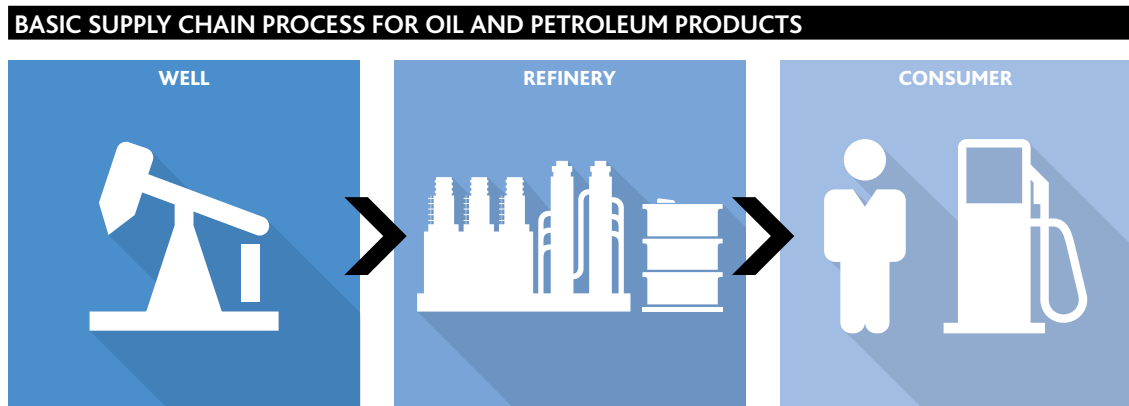 BASIC SUPPLY CHAIN PROCESS FOR OIL AND PETROLEUM PRODUCTS
WELL
REFINERY
CONSUMER